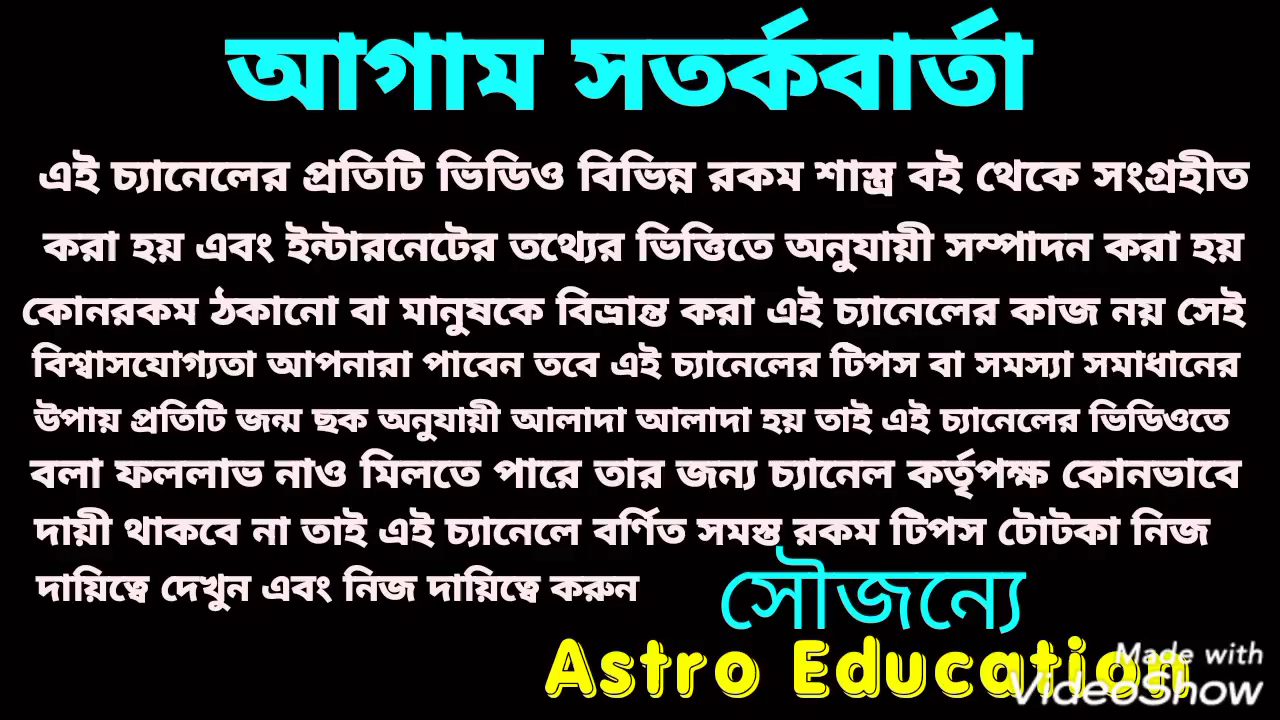 আগাম সতর্কবার্তা
এই চ্যানেলের প্রতিটি ভিডিও বিভিন্ন রকম শাস্ত্র বই থেকে সংগ্রহীত
করা হয় এবং ইন্টারনেটের তথ্যের ভিত্তিতে অনুযায়ী সম্পাদন করা হয়
কোনরকম ঠকানো বা মানুষকে বিভ্রান্ত করা এই চ্যানেলের কাজ নয় সেই
বিশ্বাসযোগ্যতা আপনারা পাবেন তবে এই চ্যানেলের টিপস বা সমস্যা সমাধানের
উপায় প্রতিটি জন্ম ছক অনুযায়ী আলাদা আলাদা হয় তাই এই চ্যানেলের ভিডিওতে
বলা ফললাভ নাও মিলতে পারে তার জন্য চ্যানেল কর্তৃপক্ষ কোনভাবে
দায়ী থাকবে না তাই এই চ্যানেলে বর্ণিত সমস্ত রকম টিপস টোটকা নিজ
দায়িত্বে দেখুন এবং নিজ দায়িত্বে করুন
সৌজন্যে
Astro Education
Made with
VideoShow